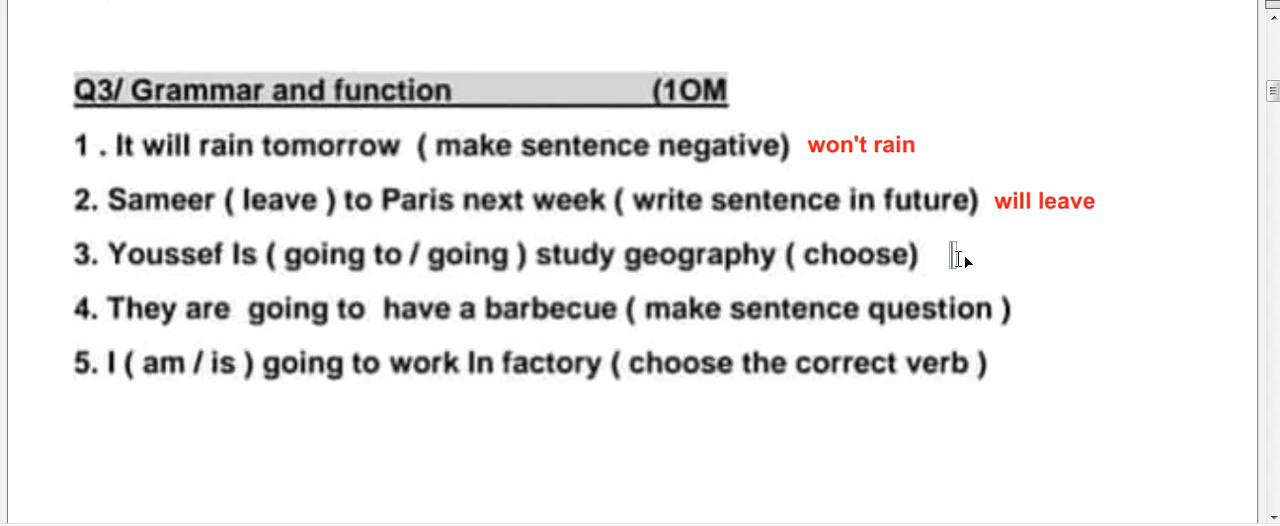 Q3/ Grammar and function (1OM
1 . It will rain tomorrow ( make sentence negative) won't rain
2. Sameer ( leave ) to Paris next week ( write sentence in future) will leave
3. Youssef Is ( going to / going ) study geography ( choose)
4. They are going to have a barbecue ( make sentence question )
5. I ( am / is ) going to work In factory ( choose the correct verb )